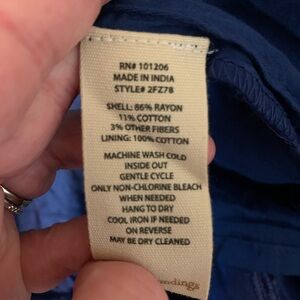 RN# 101206
MADE IN INDIA
STYLE# 2FZ78
SHELL: 86% RAYON
11% COTTON
3% OTHER FIBERS
LINING: 100% COTTON
MACHINE WASH COLD
INSIDE OUT
GENTLE CYCLE
ONLY NON-CHLORINE BLEACH
WHEN NEEDED
HANG TO DRY
COOL IRON IF NEEDED
ON REVERSE
MAY BE DRY CLEANED